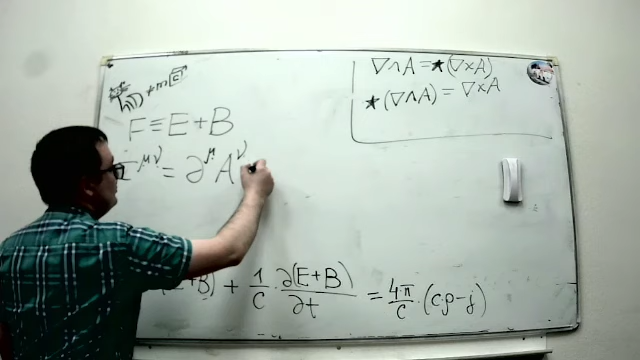 F≡E+B
μν = ∂^μ A^ν
∇∧A=★(∇×A)
★(∇∧A)=∇×A
E+B) + 1/c · ∂(E+B)/∂t = 4π/c · (cρ-j)